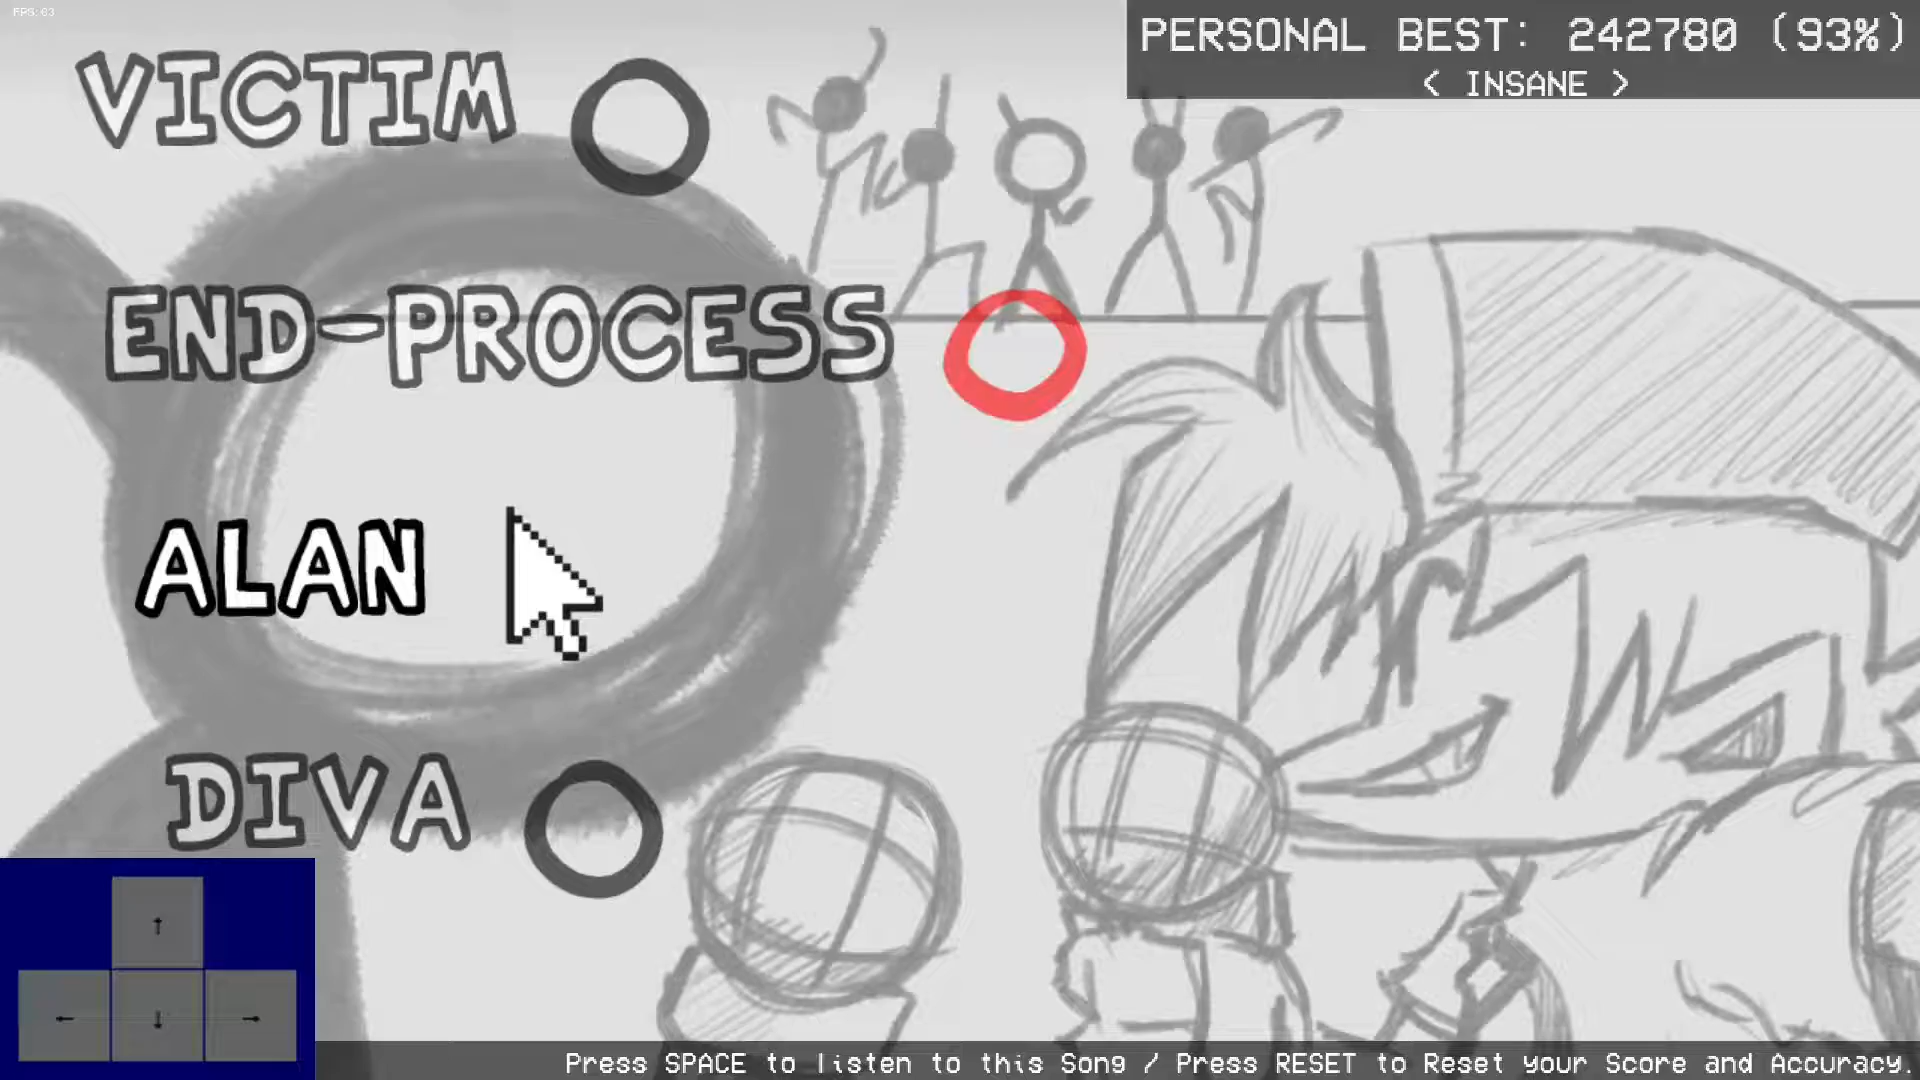 FPS:63
PERSONAL BEST: 242780 (93%)
< INSANE >
VICTIM
END-PROCESS
ALAN
DIVA
↑
← ↓ →
Press SPACE to listen to this Song / Press RESET to Reset your Score and Accuracy.